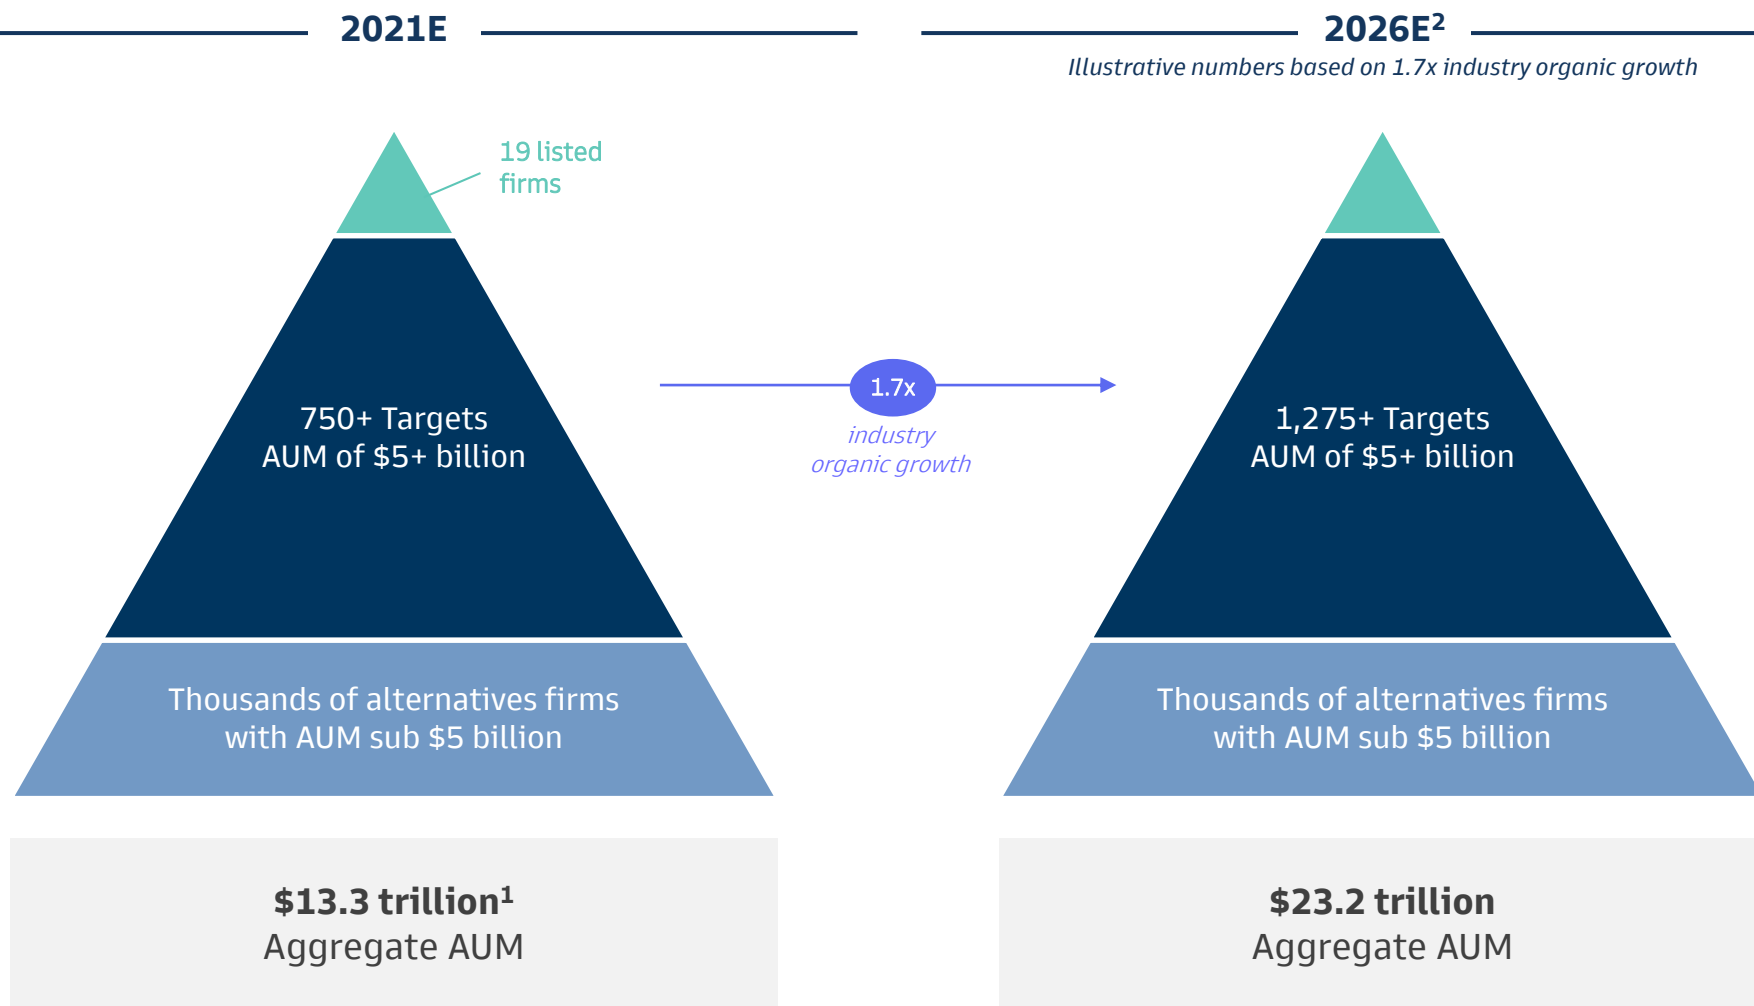 2021E
19 listed
firms
750+ Targets
AUM of $5+ billion
Thousands of alternatives firms
with AUM sub $5 billion
$13.3 trillion¹
Aggregate AUM
1.7x
industry
organic growth
2026E²
Illustrative numbers based on 1.7x industry organic growth
1,275+ Targets
AUM of $5+ billion
Thousands of alternatives firms
with AUM sub $5 billion
$23.2 trillion
Aggregate AUM